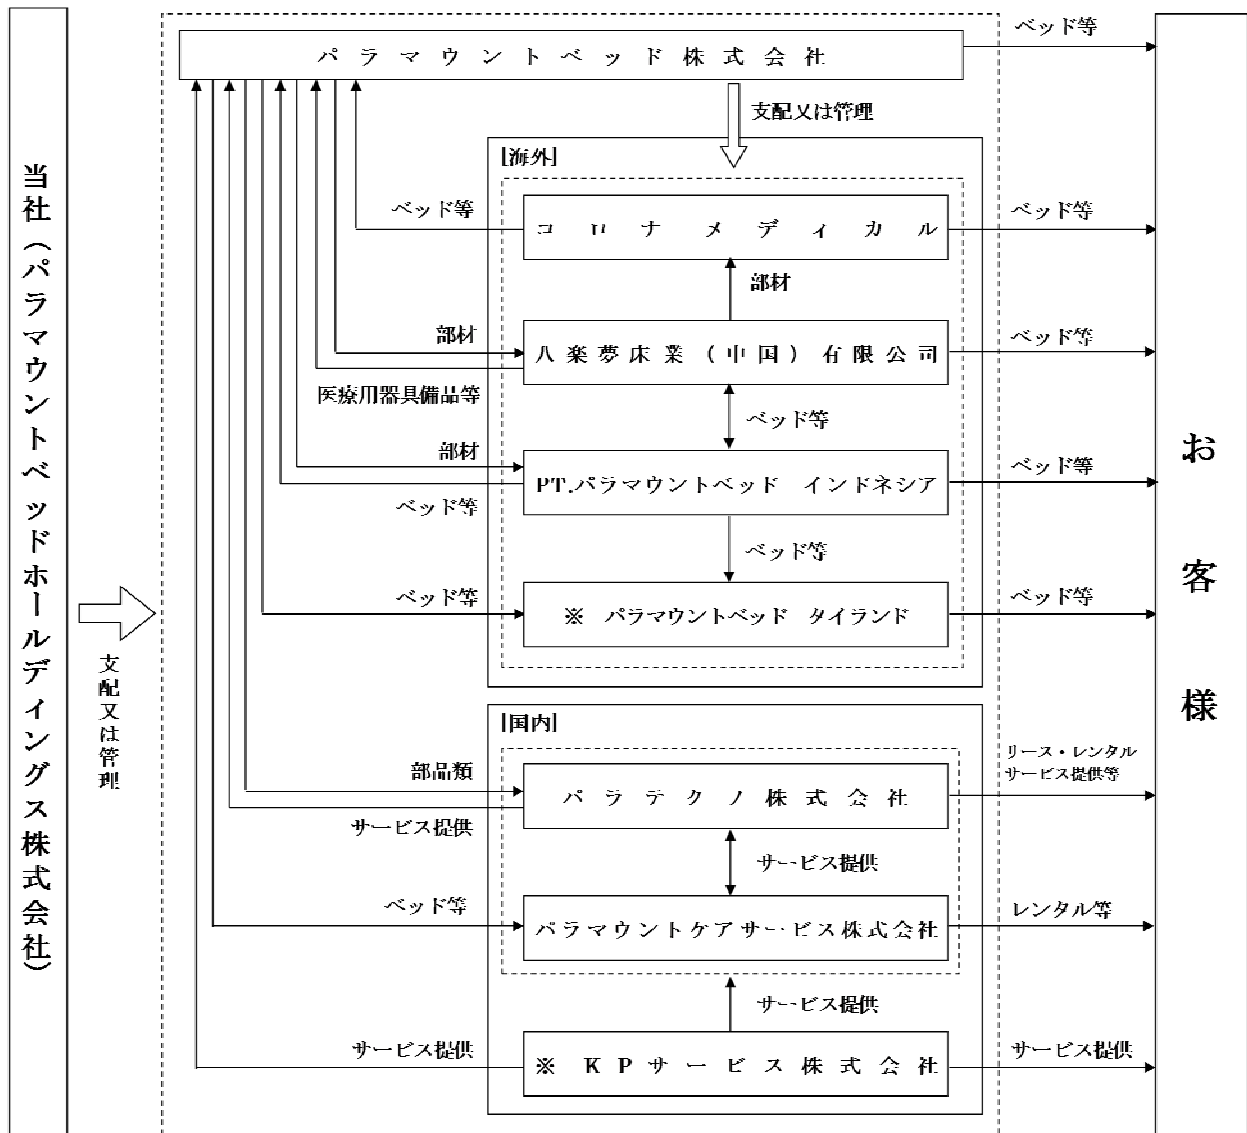 当社（パラマウントベッドホールディングス株式会社）
支配又は管理
パラマウントベッド株式会社
ベッド等
支配又は管理
[海外]
ベッド等
コロナメディカル
ベッド等
部材
部材
八楽夢床業（中国）有限公司
ベッド等
医療用器具備品等
ベッド等
部材
PT.パラマウントベッド　インドネシア
ベッド等
ベッド等
ベッド等
ベッド等
※　パラマウントベッド　タイランド
ベッド等
[国内]
部品類
パラテクノ株式会社
リース・レンタル
サービス提供等
サービス提供
サービス提供
ベッド等
パラマウントケアサービス株式会社
レンタル等
サービス提供
サービス提供
※　KPサービス株式会社
サービス提供
お客様